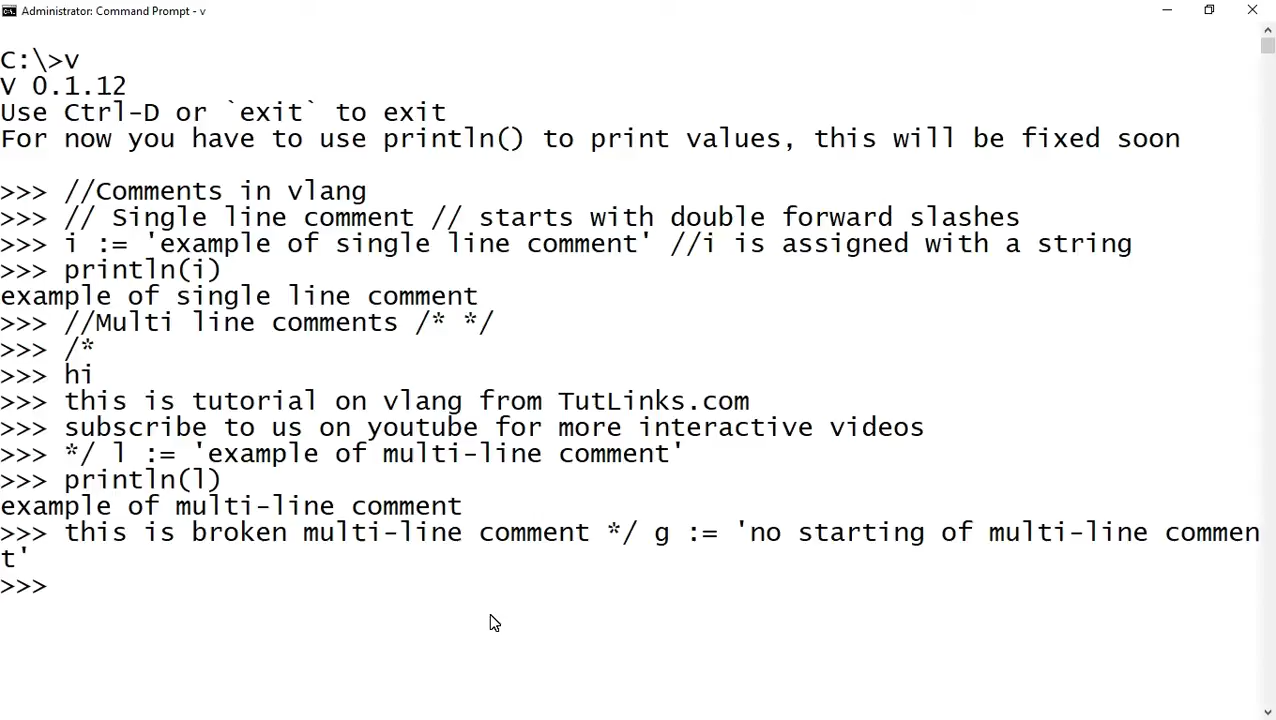 Administrator: Command Prompt - v
C:\>v
V 0.1.12
Use Ctrl-D or `exit` to exit
For now you have to use println() to print values, this will be fixed soon
>>> //Comments in vlang
>>> // Single line comment // starts with double forward slashes
>>> i := 'example of single line comment' //i is assigned with a string
>>> println(i)
example of single line comment
>>> //Multi line comments /* */
>>> /*
>>> hi
>>> this is tutorial on vlang from TutLinks.com
>>> subscribe to us on youtube for more interactive videos
>>> */ l := 'example of multi-line comment'
>>> println(l)
example of multi-line comment
>>> this is broken multi-line comment */ g := 'no starting of multi-line commen
t'
>>>